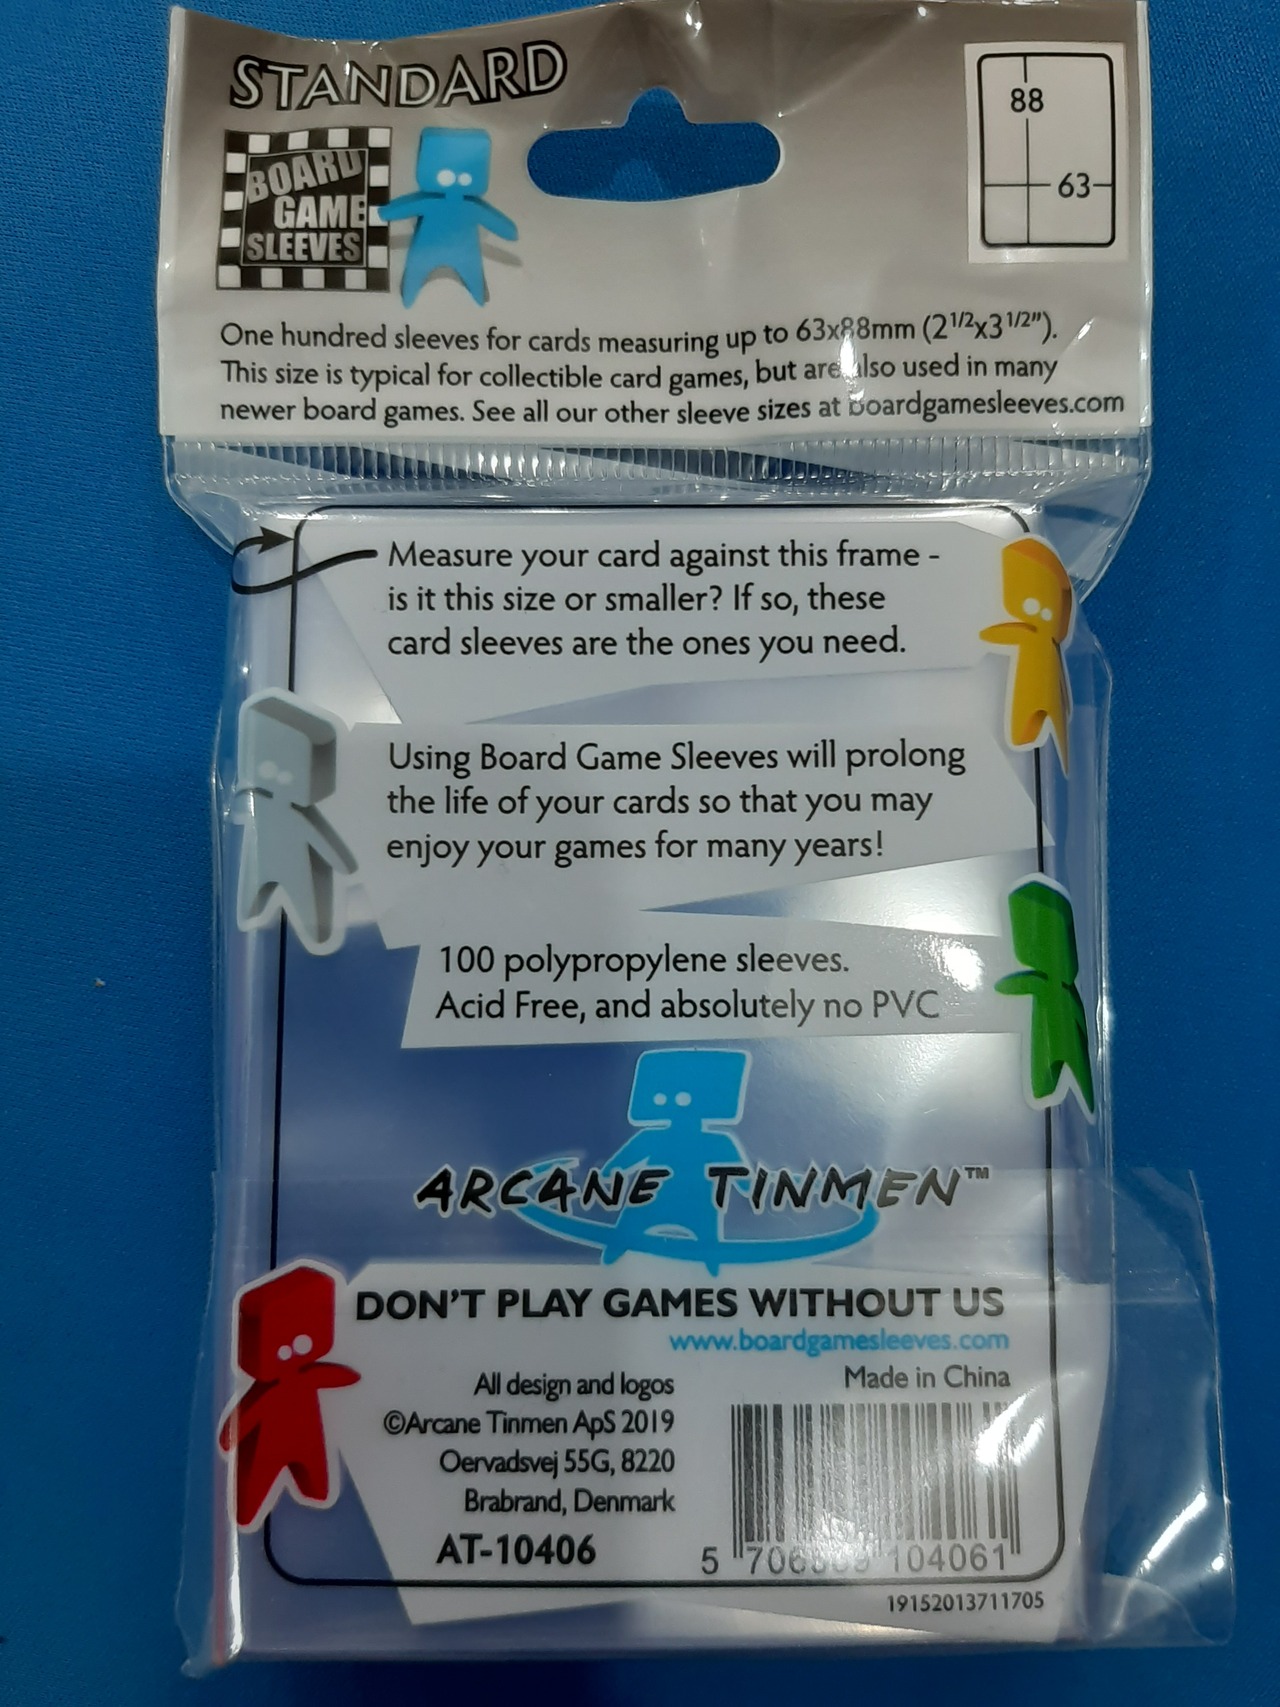 STANDARD
BOARD
GAME
SLEEVES
88
63
One hundred sleeves for cards measuring up to 63x88mm (2 1/2x3 1/2").
This size is typical for collectible card games, but are also used in many
newer board games. See all our other sleeve sizes at boardgamesleeves.com
Measure your card against this frame -
is it this size or smaller? If so, these
card sleeves are the ones you need.
Using Board Game Sleeves will prolong
the life of your cards so that you may
enjoy your games for many years!
100 polypropylene sleeves.
Acid Free, and absolutely no PVC
ARCANE TINMEN™
DON'T PLAY GAMES WITHOUT US
www.boardgamesleeves.com
Made in China
All design and logos
©Arcane Tinmen ApS 2019
Oervadsvej 55G, 8220
Brabrand, Denmark
AT-10406
5 104061
19152013711705